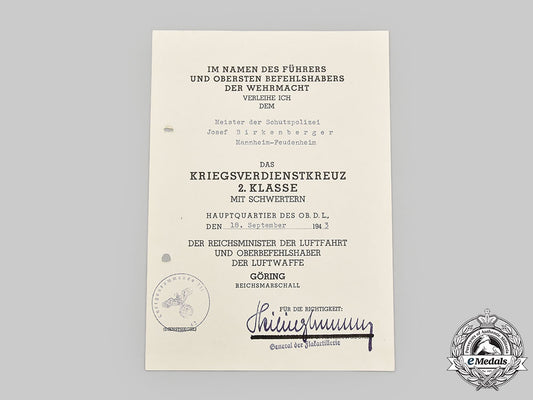 IM NAMEN DES FÜHRERS
UND OBERSTEN BEFEHLSHABERS
DER WEHRMACHT
VERLEIHE ICH
DEM
Meister der Schutzpolizei
Josef Birkenberger
Mannheim-Feudenheim
DAS
KRIEGSVERDIENSTKREUZ
2. KLASSE
MIT SCHWERTERN
HAUPTQUARTIER DES OB. D. L,
DEN 18. September 1943
DER REICHSMINISTER DER LUFTFAHRT
UND OBERBEFEHLSHABER
DER LUFTWAFFE
GÖRING
REICHSMARSCHALL
FÜR DIE RICHTIGKEIT:
General der Flakartillerie
eMedals